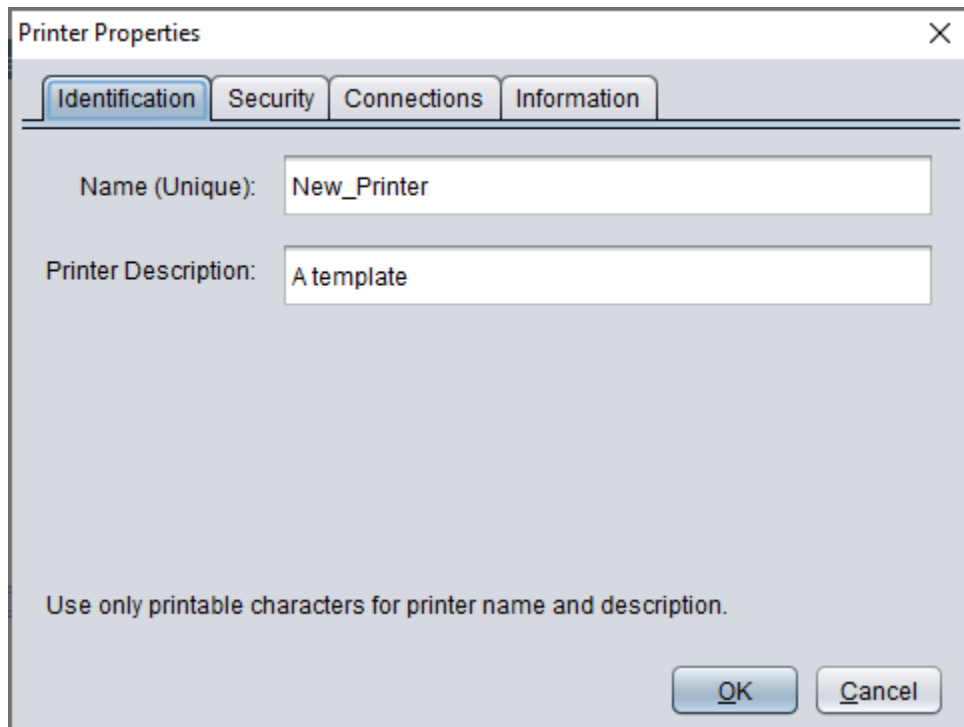 Printer Properties
Identification Security Connections Information
Name (Unique): New_Printer
Printer Description: A template
Use only printable characters for printer name and description.
OK Cancel